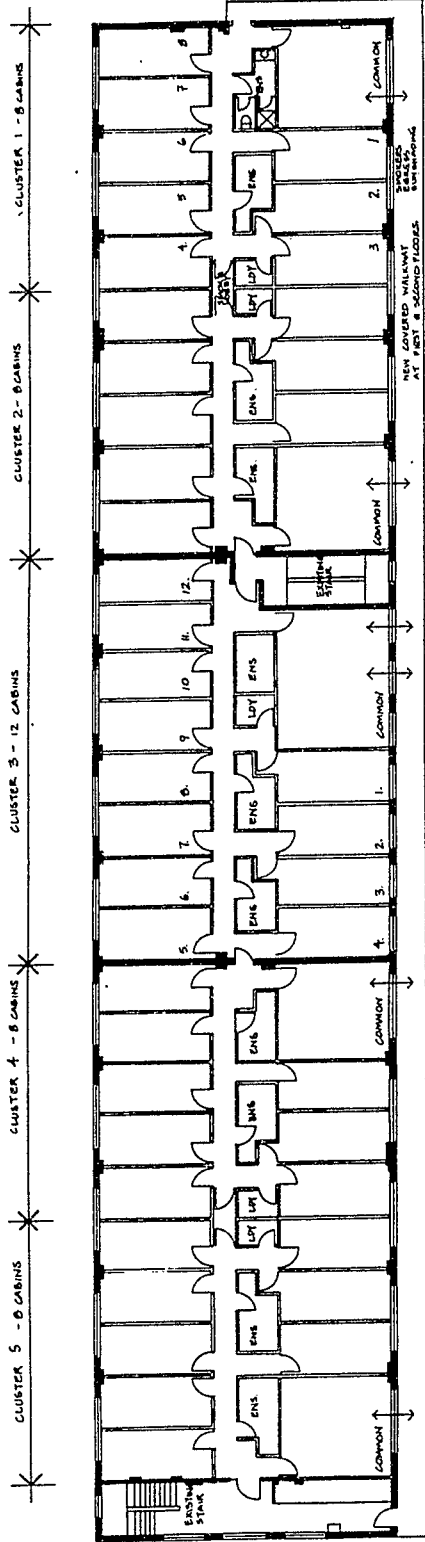 CLUSTER 5 - 8 CABINS
CLUSTER 4 - 8 CABINS
CLUSTER 3 - 12 CABINS
CLUSTER 2 - 8 CABINS
CLUSTER 1 - 8 CABINS
EXISTING
STAIR
5.
6.
7.
8.
9
10
11.
12.
4.
5
6
7
8
ENS.
ENS
LDY
LDY
ENS
ENS
ENS
ENS
LDY
ENS
ENS.
ENS.
LDY
LDY
ENS
ENS
EXISTING
STAIR
COMMON
COMMON
4.
3.
2.
1.
COMMON
COMMON
3
2.
1
COMMON
SMOKERS
EGRESS
NEW COVERED WALKWAY
AT FIRST & SECOND FLOORS